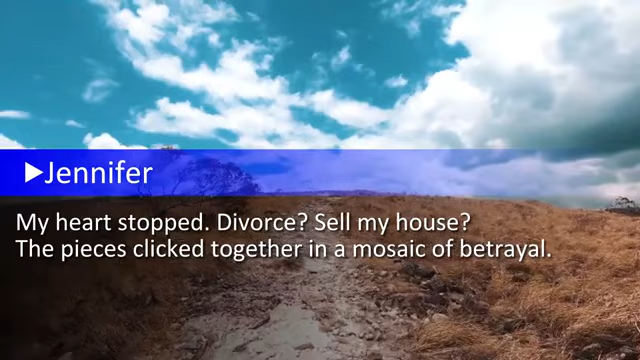 ▶Jennifer
My heart stopped. Divorce? Sell my house?
The pieces clicked together in a mosaic of betrayal.